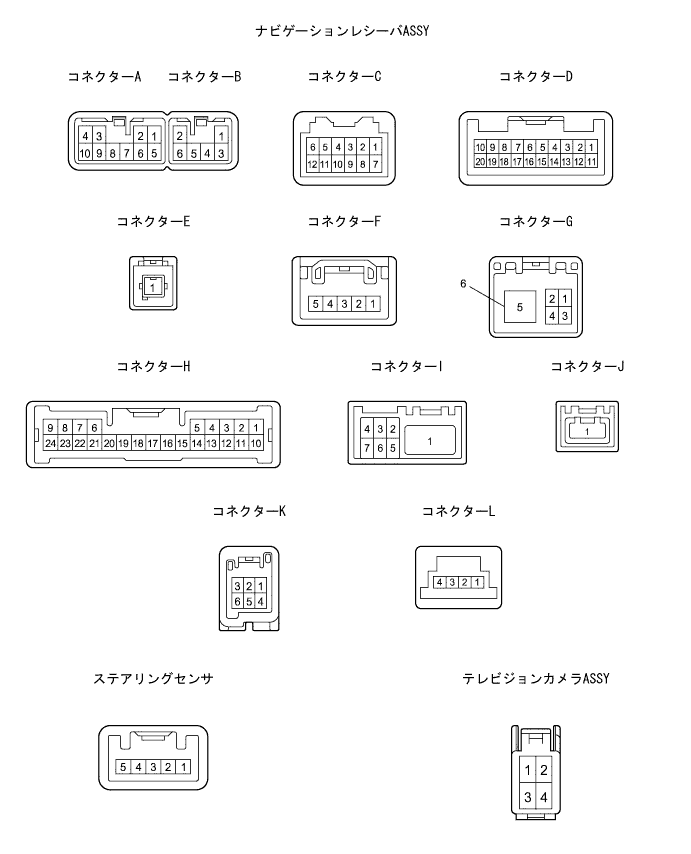 ナビゲーションレシーバASSY
コネクターA コネクターB コネクターC コネクターD
4 3 2 1 2 1
10 9 8 7 6 5 6 5 4 3
6 5 4 3 2 1
12 11 10 9 8 7
10 9 8 7 6 5 4 3 2 1
20 19 18 17 16 15 14 13 12 11
コネクターE コネクターF コネクターG
1
5 4 3 2 1
6
5
2 1
4 3
コネクターH コネクターI コネクターJ
9 8 7 6 5 4 3 2 1
24 23 22 21 20 19 18 17 16 15 14 13 12 11 10
4 3 2
7 6 5
1
1
コネクターK コネクターL
3 2 1
6 5 4
4 3 2 1
ステアリングセンサ テレビジョンカメラASSY
5 4 3 2 1
1 2
3 4